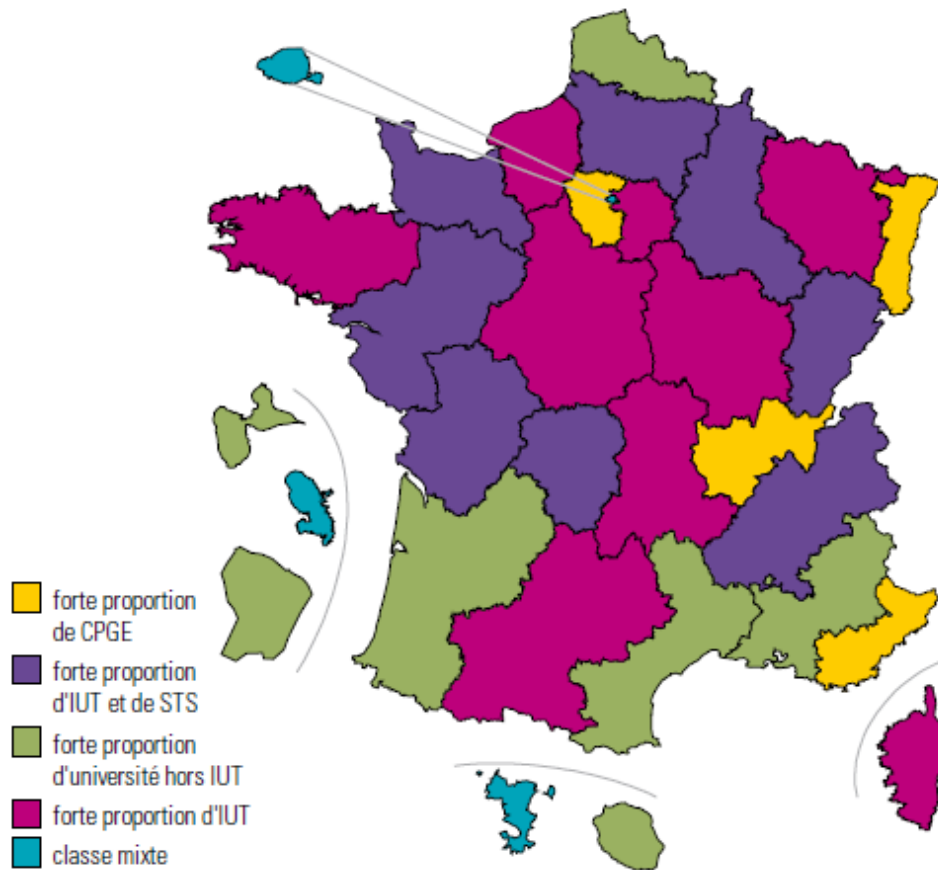 forte proportion
de CPGE
forte proportion
d'IUT et de STS
forte proportion
d'université hors IUT
forte proportion d'IUT
classe mixte